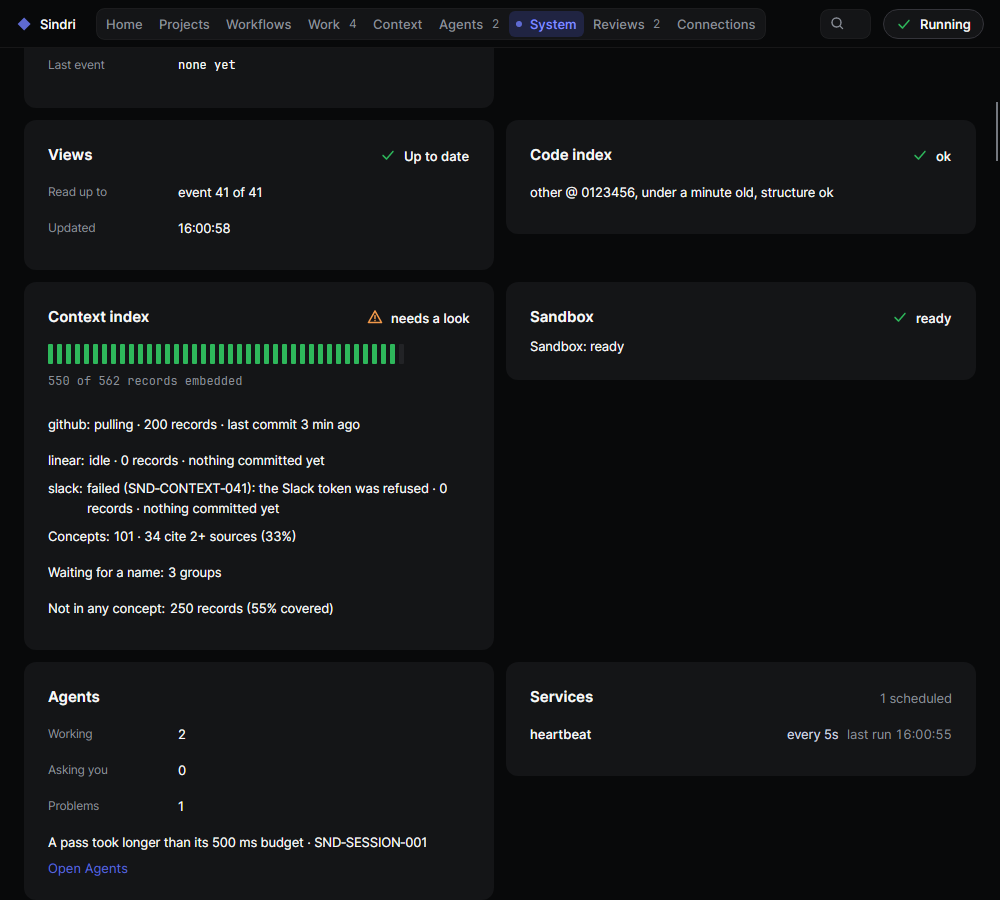 Sindri
Home Projects Workflows Work 4 Context Agents 2 System Reviews 2 Connections
Running
Last event none yet
Views Up to date
Read up to event 41 of 41
Updated 16:00:58
Code index ok
other @ 0123456, under a minute old, structure ok
Context index needs a look
550 of 562 records embedded
github: pulling · 200 records · last commit 3 min ago
linear: idle · 0 records · nothing committed yet
slack: failed (SND-CONTEXT-041): the Slack token was refused · 0
records · nothing committed yet
Concepts: 101 · 34 cite 2+ sources (33%)
Waiting for a name: 3 groups
Not in any concept: 250 records (55% covered)
Sandbox ready
Sandbox: ready
Agents
Working 2
Asking you 0
Problems 1
A pass took longer than its 500 ms budget · SND-SESSION-001
Open Agents
Services 1 scheduled
heartbeat every 5s last run 16:00:55